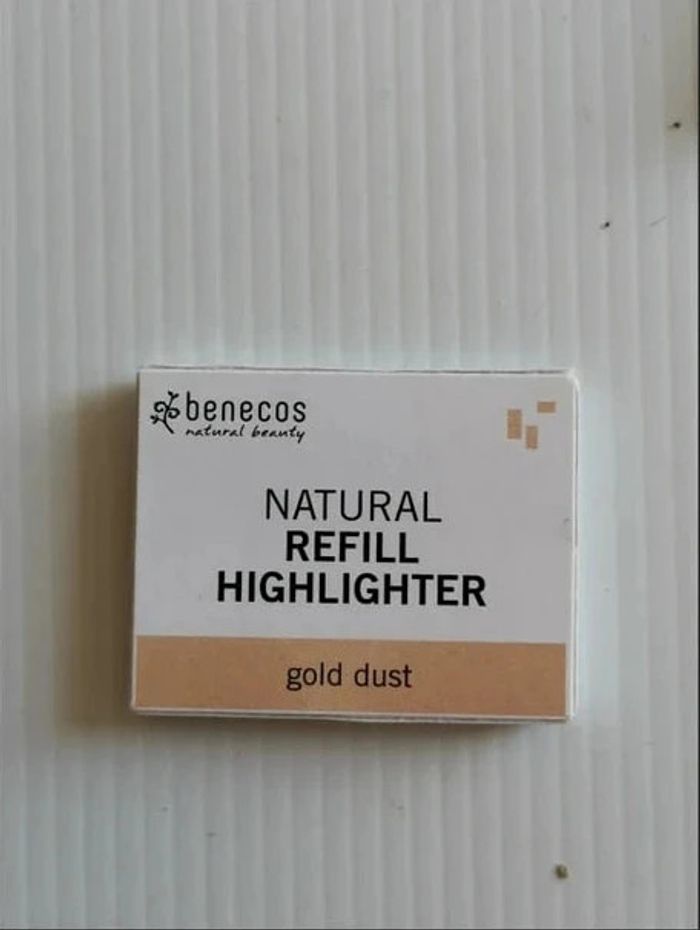 benecos
natural beauty
NATURAL
REFILL
HIGHLIGHTER
gold dust